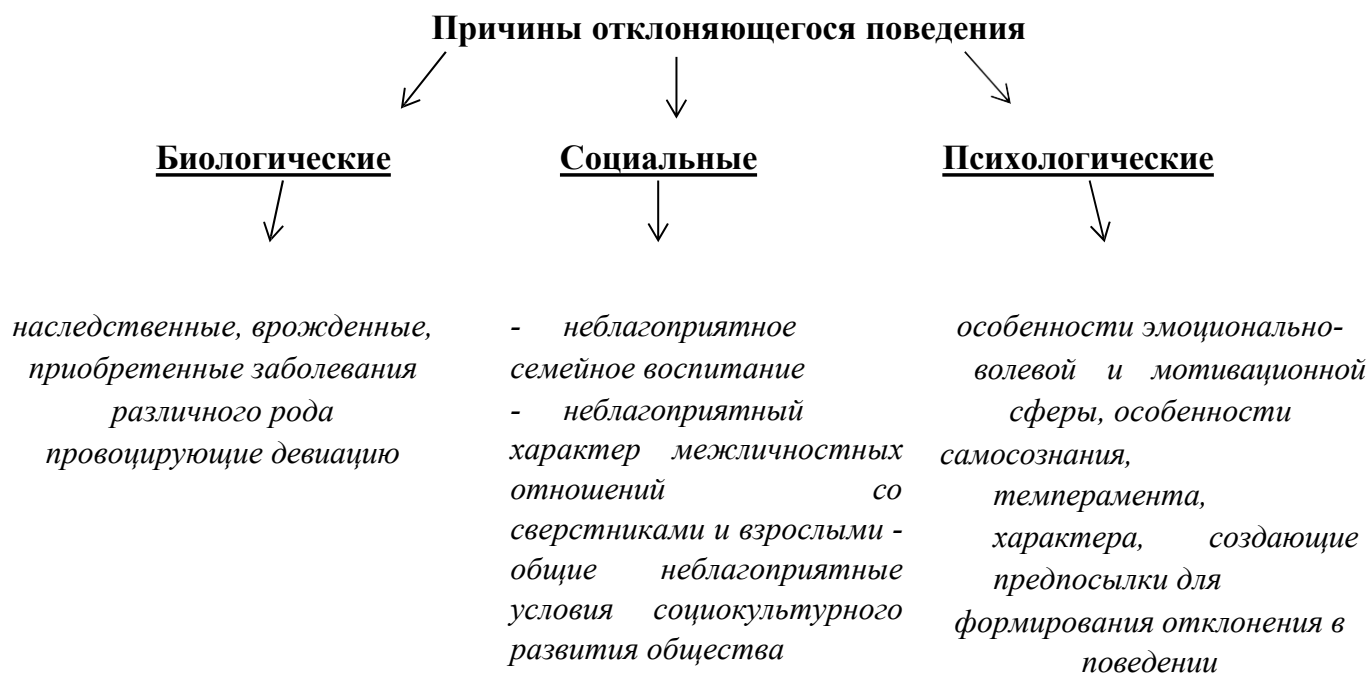 Причины отклоняющегося поведения
Биологические
Социальные
Психологические
наследственные, врожденные,
приобретенные заболевания
различного рода
провоцирующие девиацию
- неблагоприятное
семейное воспитание
- неблагоприятный
характер межличностных
отношений со
сверстниками и взрослыми -
общие неблагоприятные
условия социокультурного
развития общества
особенности эмоционально-
волевой и мотивационной
сферы, особенности
самосознания,
темперамента,
характера, создающие
предпосылки для
формирования отклонения в
поведении